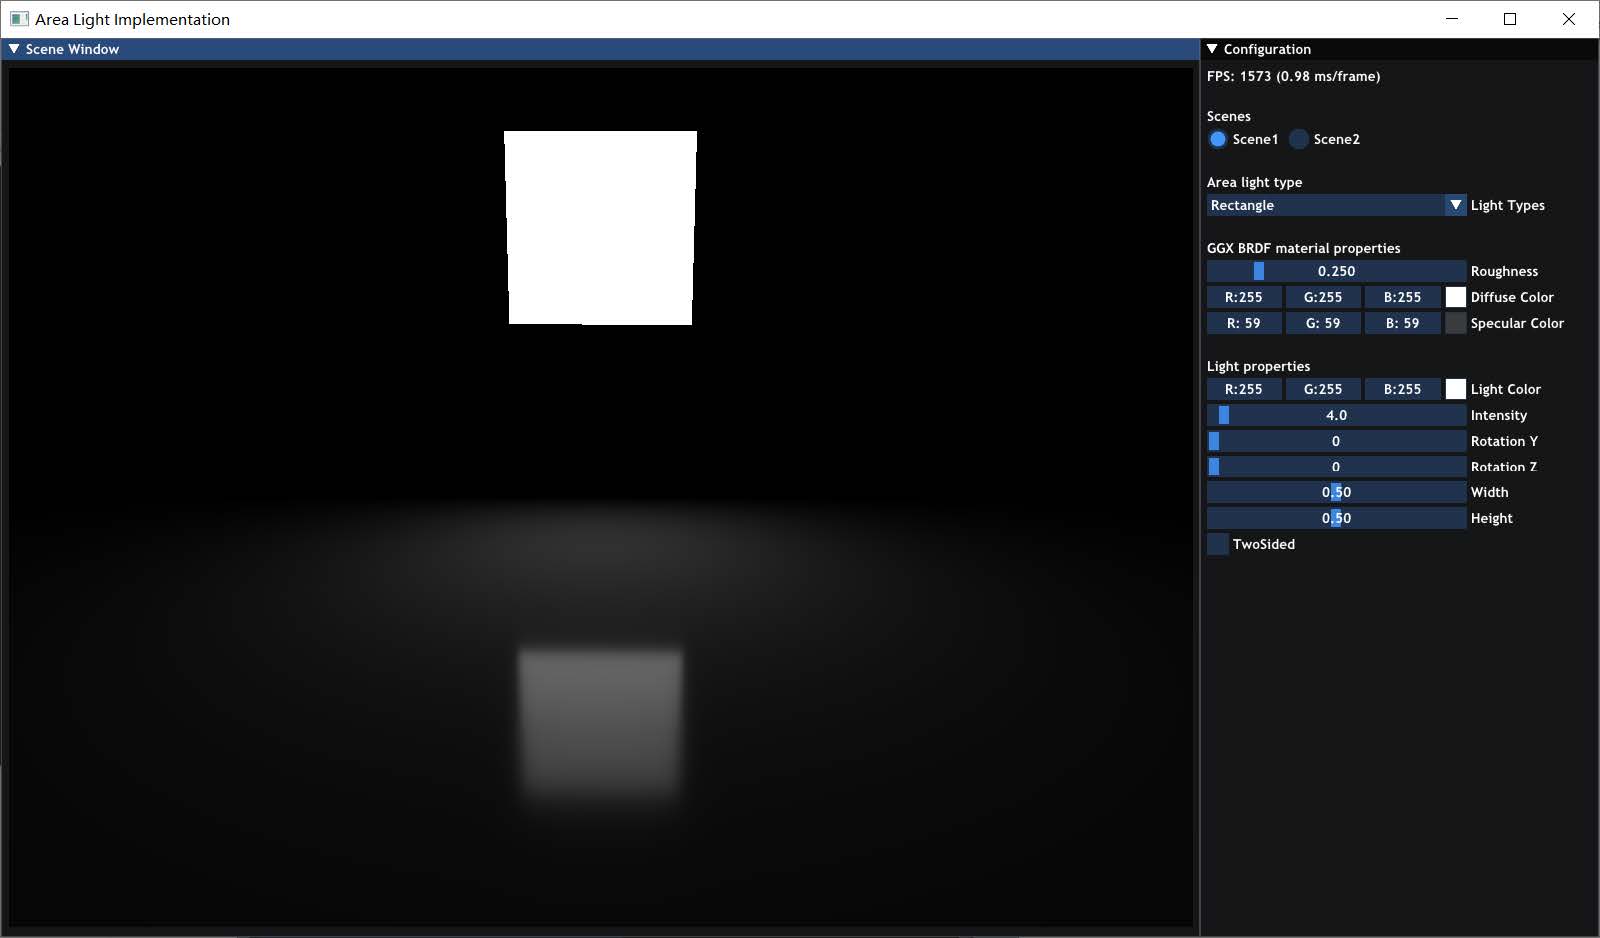 Area Light Implementation
Scene Window
Configuration
FPS: 1573 (0.98 ms/frame)
Scenes
Scene1 Scene2
Area light type
Rectangle Light Types
GGX BRDF material properties
0.250 Roughness
R:255 G:255 B:255 Diffuse Color
R: 59 G: 59 B: 59 Specular Color
Light properties
R:255 G:255 B:255 Light Color
4.0 Intensity
0 Rotation Y
0 Rotation Z
0.50 Width
0.50 Height
TwoSided